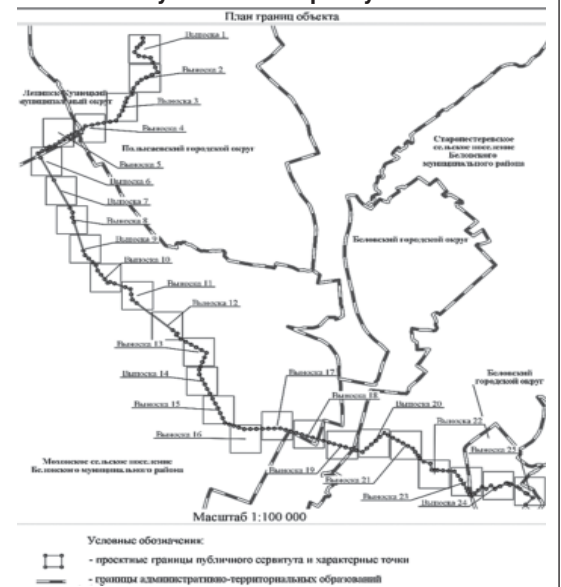 План границ объекта
Выноска 1
Выноска 2
Ленинск-Кузнецкий
муниципальный округ
Выноска 3
Выноска 4
Полысаевский городской округ
Старопестеревское
сельское поселение
Беловского
муниципального района
Выноска 5
Выноска 6
Выноска 7
Выноска 8
Беловский городской округ
Выноска 9
Выноска 10
Выноска 11
Выноска 12
Выноска 13
Выноска 14
Выноска 17
Беловский
городской округ
Выноска 18
Выноска 15
Выноска 20
Выноска 22
Выноска 16
Выноска 25
Моховское сельское поселение
Беловского муниципального района
Выноска 19
Выноска 21
Выноска 23
Выноска 24
Масштаб 1:100 000
Условные обозначения:
- проектные границы публичного сервитута и характерные точки
- границы административно-территориальных образований